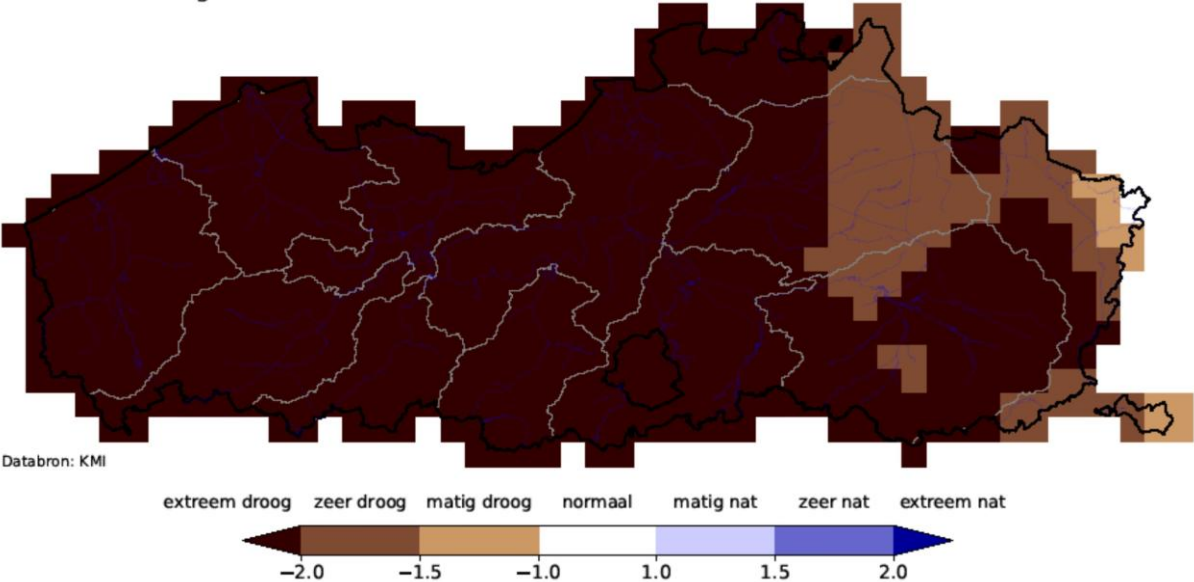 Databron: KMI
extreem droog zeer droog matig droog normaal matig nat zeer nat extreem nat
−2.0 −1.5 −1.0 1.0 1.5 2.0